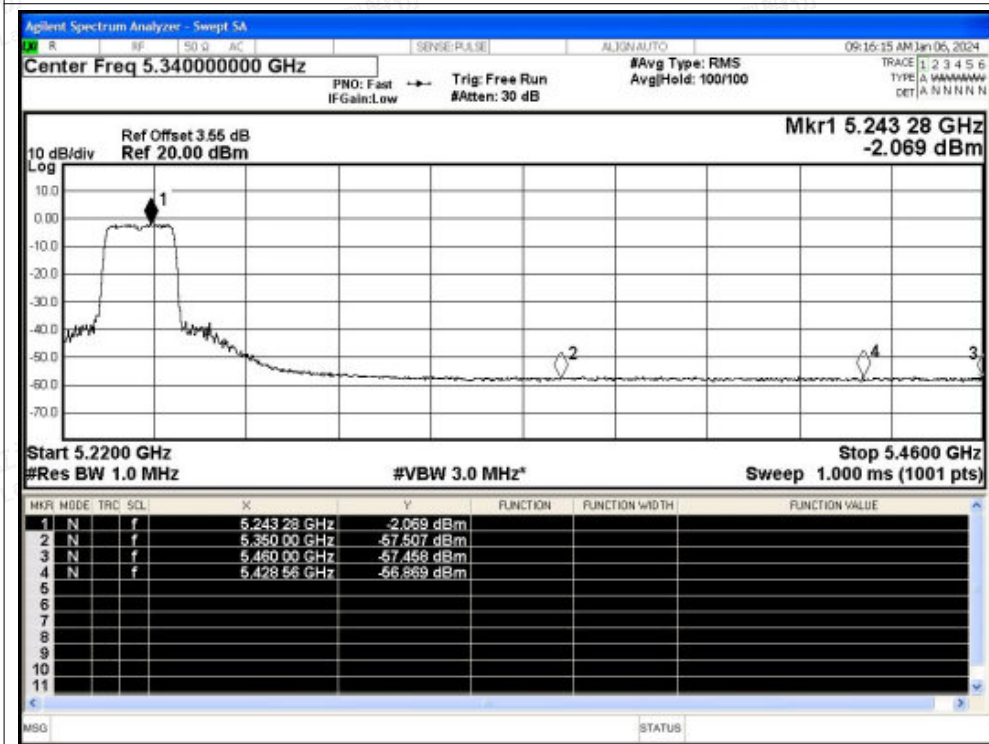 Agilent Spectrum Analyzer - Swept SA
R RF 50 Ω AC SENSE:PULSE ALIGN AUTO 09:16:15 AM Jan 06, 2024
Center Freq 5.340000000 GHz #Avg Type: RMS TRACE 1 2 3 4 5 6
PNO: Fast Trig: Free Run Avg|Hold: 100/100 TYPE A WWWWW
IFGain:Low #Atten: 30 dB DET A N N N N N
Mkr1 5.243 28 GHz
Ref Offset 3.55 dB
10 dB/div Ref 20.00 dBm -2.069 dBm
Log
10.0
1
0.00
-10.0
-20.0
-30.0
-40.0
-50.0
2 4 3
-60.0
-70.0
Start 5.2200 GHz Stop 5.4600 GHz
#Res BW 1.0 MHz #VBW 3.0 MHz* Sweep 1.000 ms (1001 pts)
MKR MODE TRC SCL X Y FUNCTION FUNCTION WIDTH FUNCTION VALUE
1 N f 5.243 28 GHz -2.069 dBm
2 N f 5.350 00 GHz -57.507 dBm
3 N f 5.460 00 GHz -57.458 dBm
4 N f 5.428 56 GHz -56.869 dBm
5
6
7
8
9
10
11
MSG STATUS